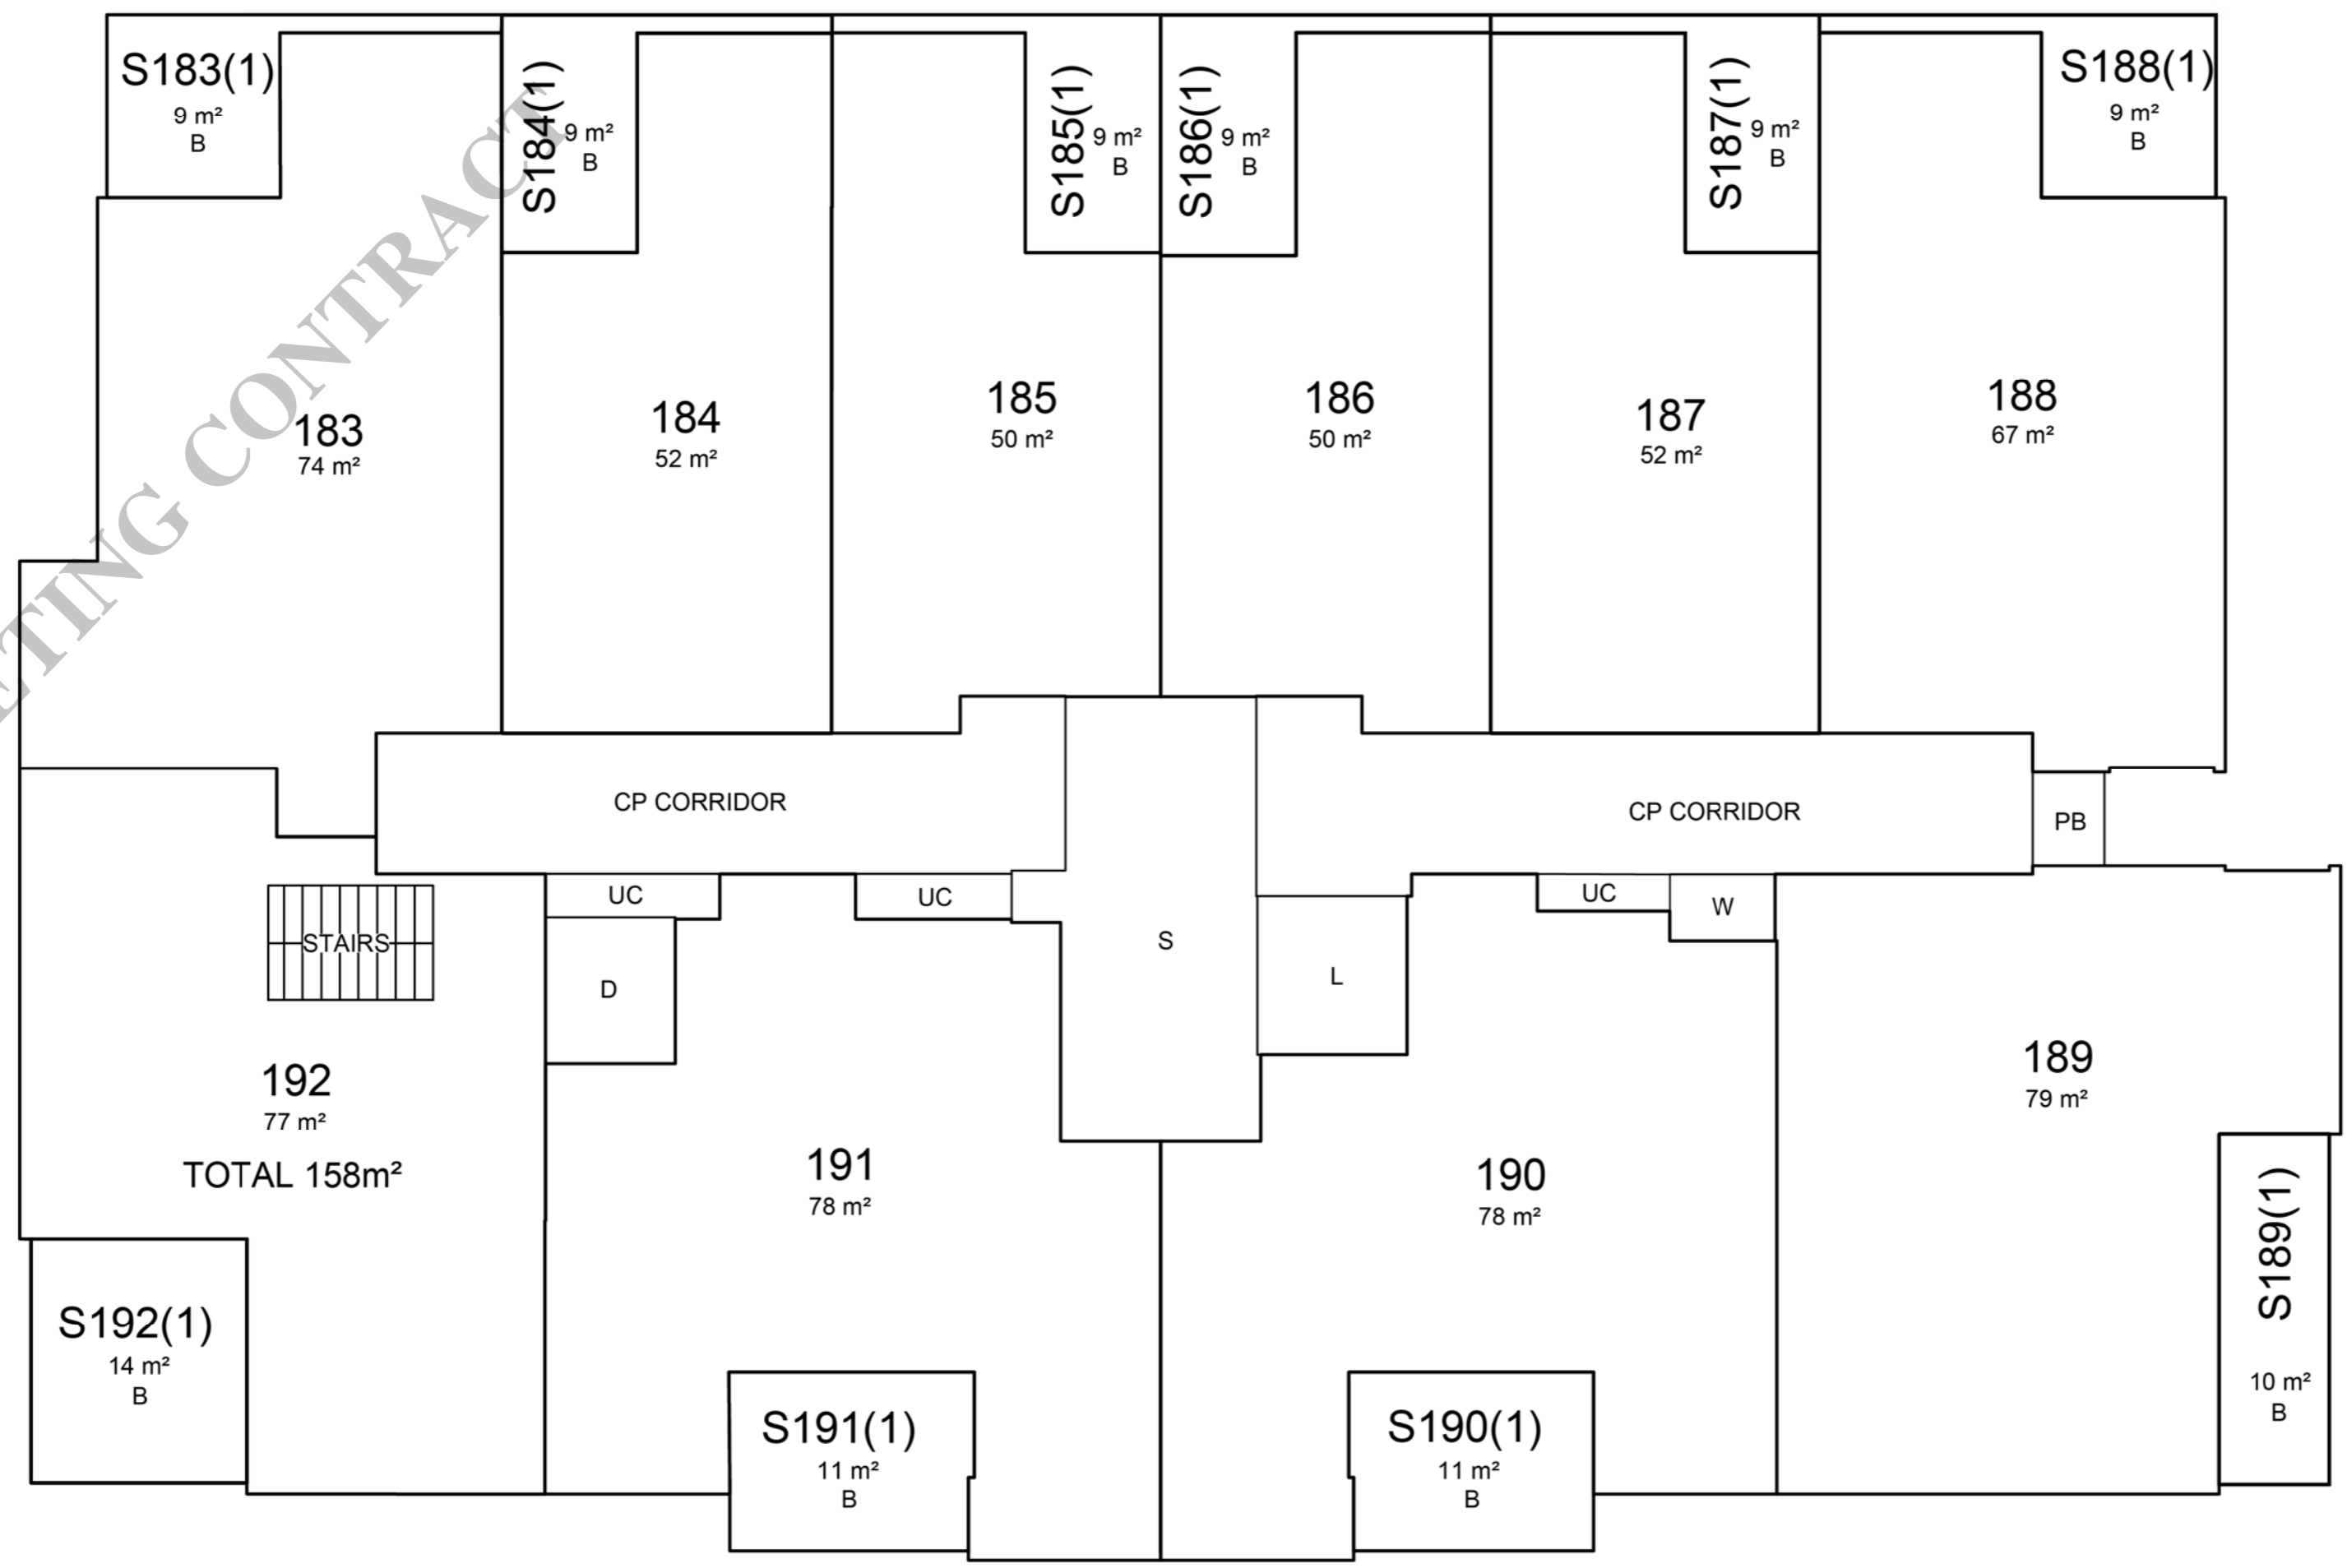 S183(1)
9 m²
B
S184(1)
9 m²
B
S185(1)
9 m²
B
S186(1)
9 m²
B
S187(1)
9 m²
B
S188(1)
9 m²
B
183
74 m²
184
52 m²
185
50 m²
186
50 m²
187
52 m²
188
67 m²
ETING CONTRACT
CP CORRIDOR
CP CORRIDOR
PB
UC
UC
UC
W
STAIRS
D
S
L
192
77 m²
TOTAL 158m²
191
78 m²
190
78 m²
189
79 m²
S192(1)
14 m²
B
S191(1)
11 m²
B
S190(1)
11 m²
B
S189(1)
10 m²
B